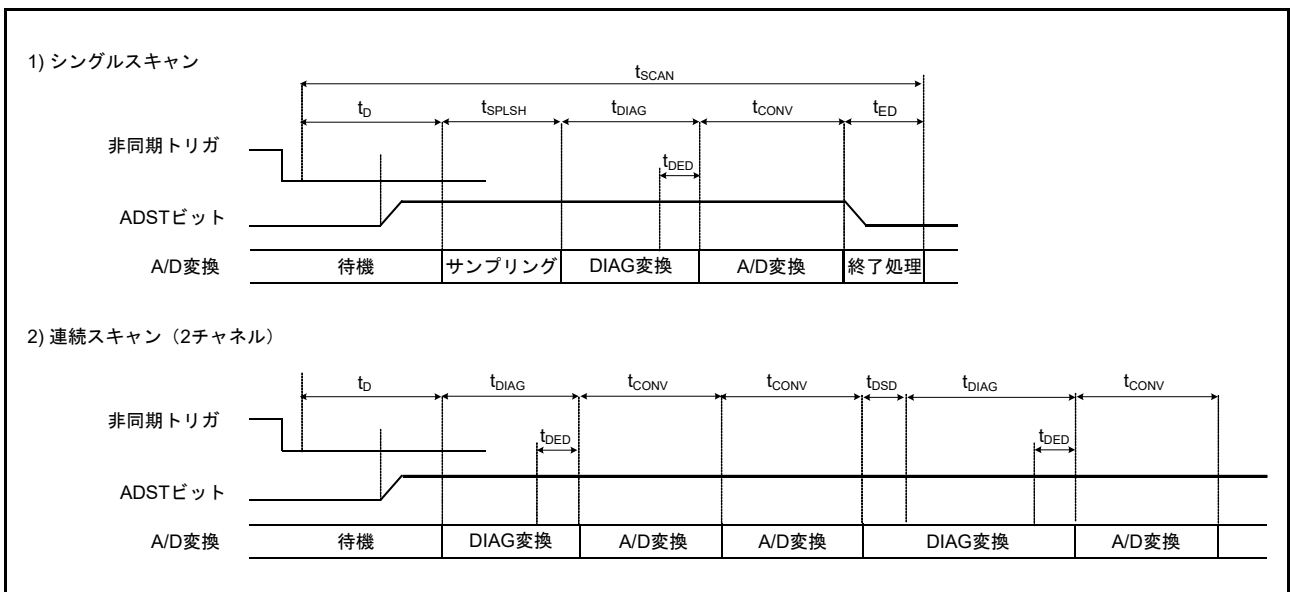 1) シングルスキャン
tSCAN
tD tSPLSH tDIAG tCONV tED
非同期トリガ
tDED
ADSTビット
A/D変換 待機 サンプリング DIAG変換 A/D変換 終了処理
2) 連続スキャン（2チャネル）
tD tDIAG tCONV tCONV tDSD tDIAG tCONV
非同期トリガ
tDED tDED
ADSTビット
A/D変換 待機 DIAG変換 A/D変換 A/D変換 DIAG変換 A/D変換